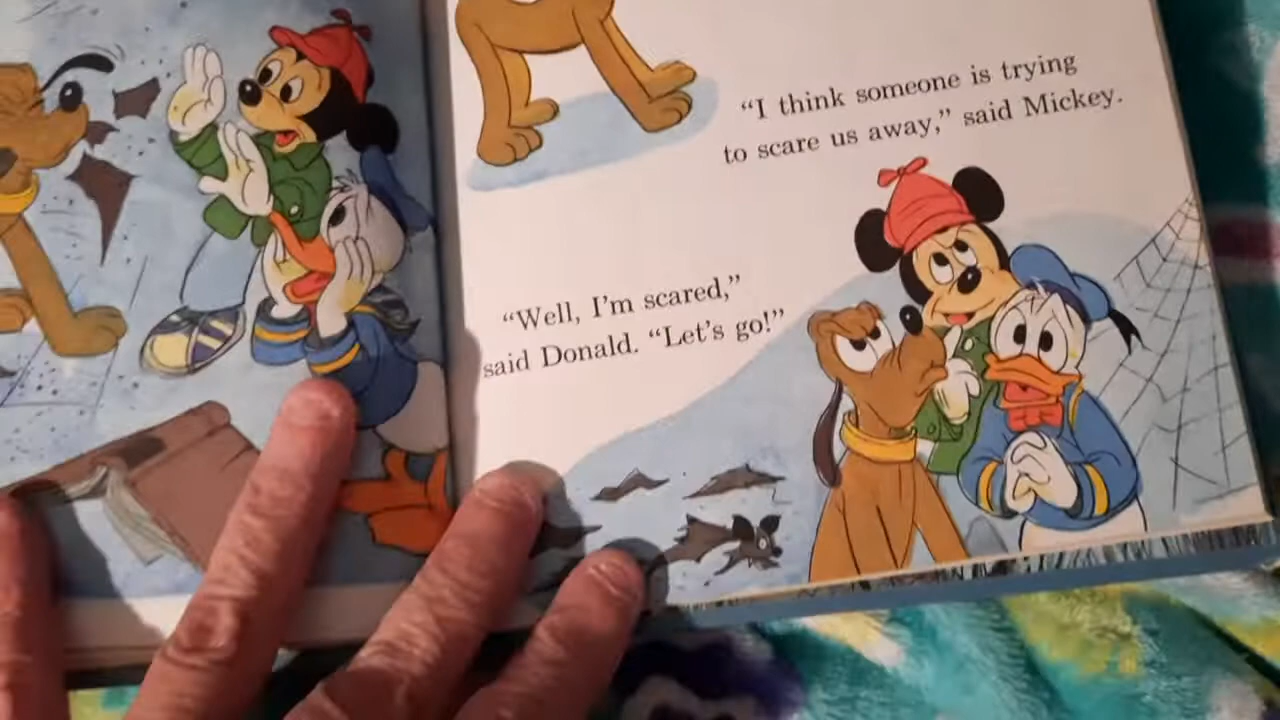 “I think someone is trying
to scare us away,” said Mickey.
“Well, I’m scared,”
said Donald. “Let’s go!”